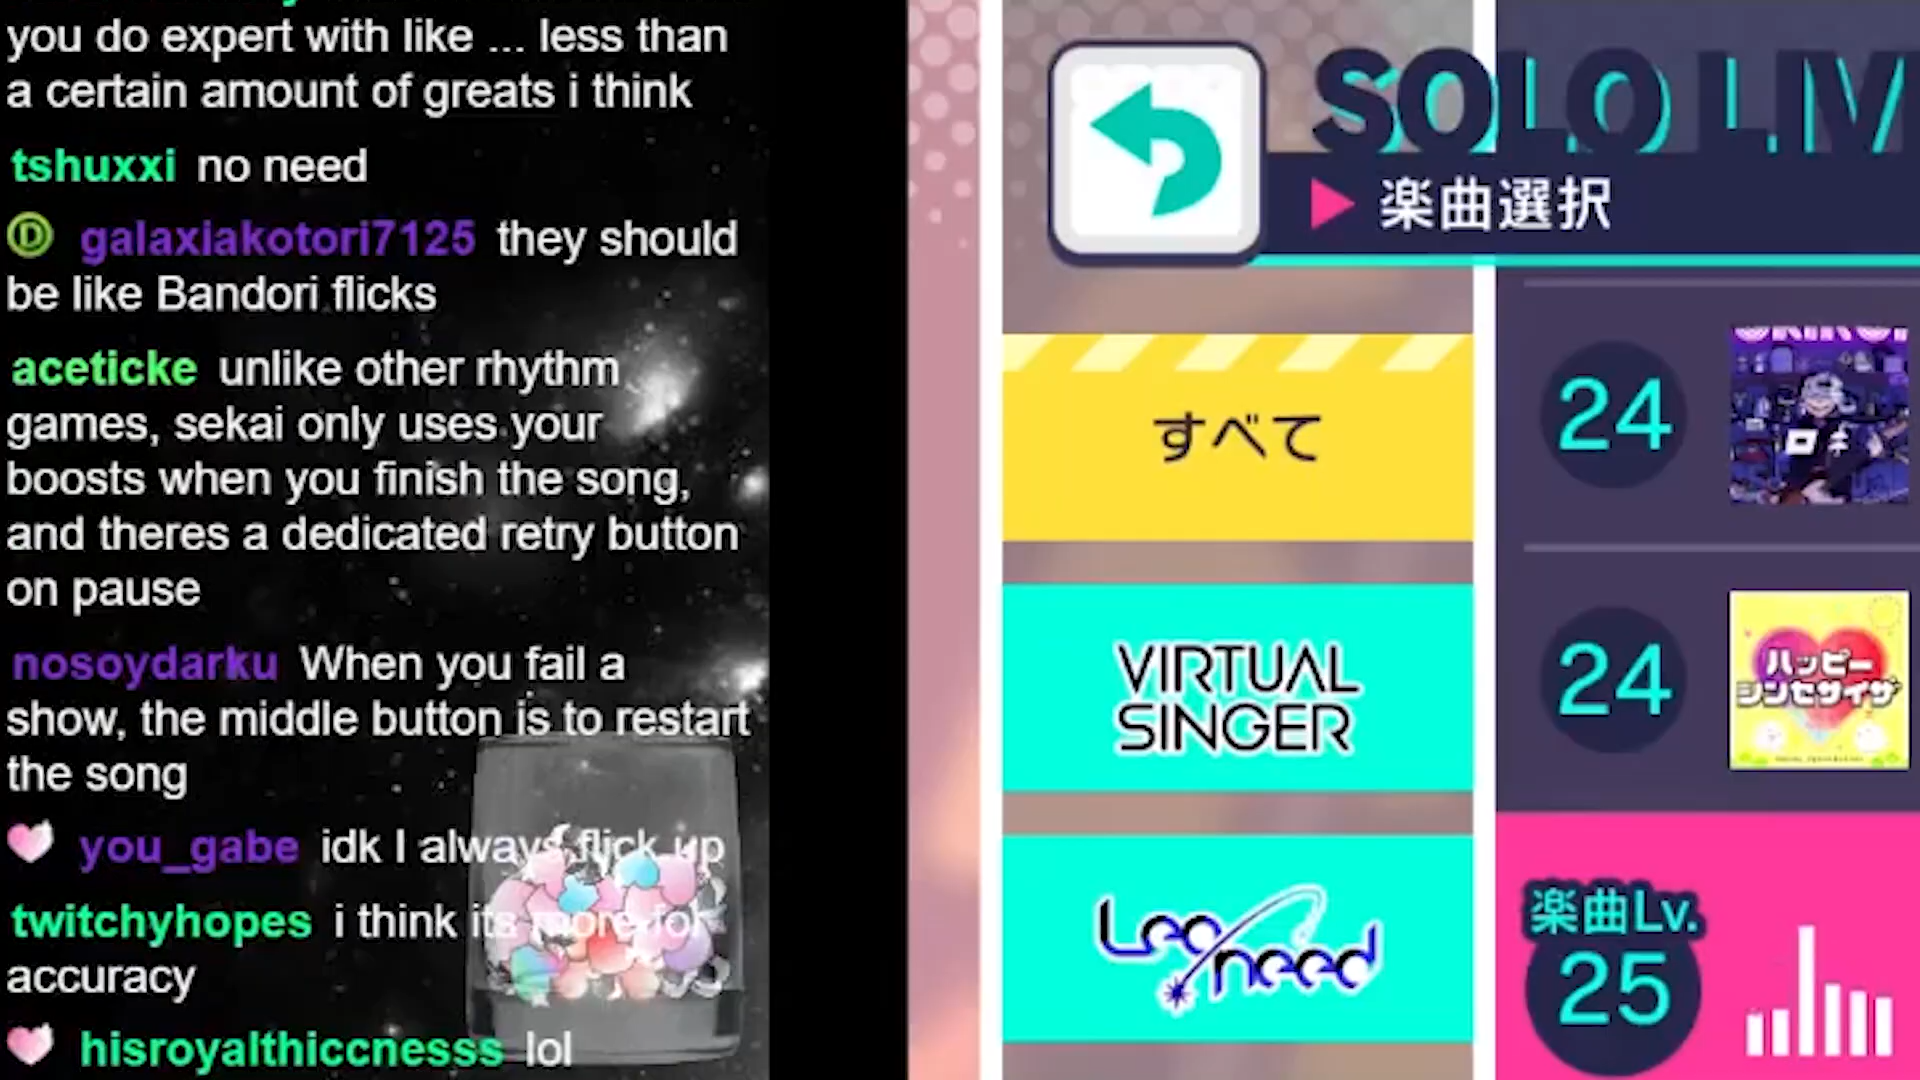 you do expert with like ... less than
a certain amount of greats i think
tshuxxi no need
galaxiakotori7125 they should
be like Bandori flicks
aceticke unlike other rhythm
games, sekai only uses your
boosts when you finish the song,
and theres a dedicated retry button
on pause
nosoydarku When you fail a
show, the middle button is to restart
the song
you_gabe idk I always flick up
twitchyhopes i think its more for
accuracy
hisroyalthiccnesss lol
SOLO LIV
楽曲選択
すべて
VIRTUAL
SINGER
Leo/need
24
24
ハッピー
シンセサイザ
楽曲Lv.
25